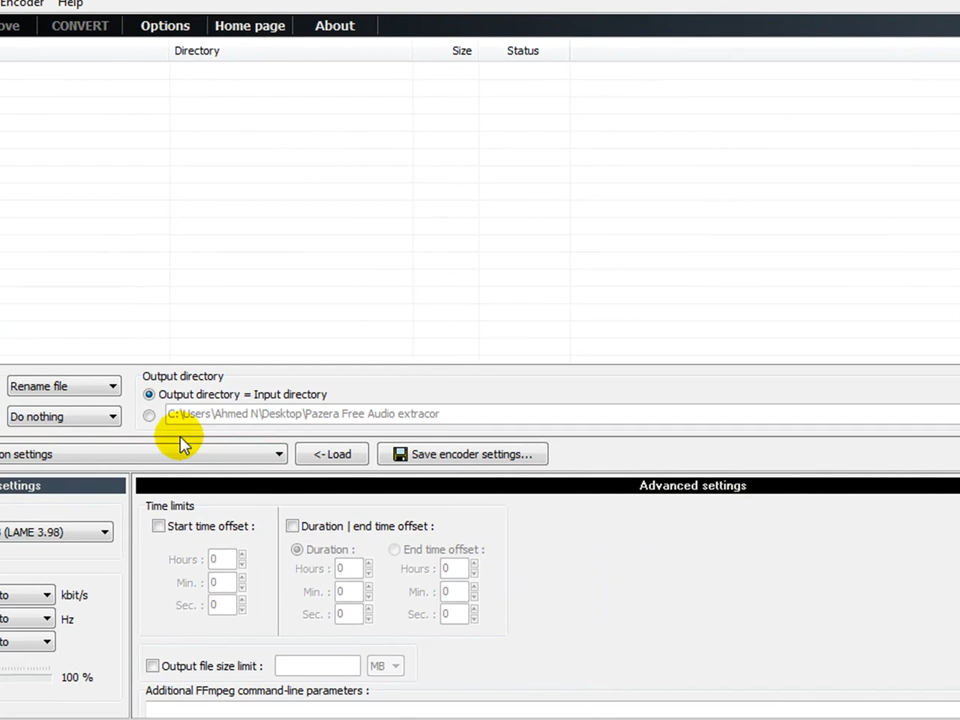 Encoder Help
ove CONVERT Options Home page About
Directory Size Status
Output directory
Rename file
Output directory = Input directory
Do nothing
C:\Users\Ahmed N\Desktop\Pazera Free Audio extracor
on settings <- Load Save encoder settings...
settings Advanced settings
Time limits
Start time offset : Duration | end time offset :
(LAME 3.98)
Duration : End time offset :
Hours : 0 Hours : 0 Hours : 0
Min. : 0 Min. : 0 Min. : 0
to kbit/s
Sec. : 0 Sec. : 0 Sec. : 0
to Hz
to
Output file size limit : MB
100 %
Additional FFmpeg command-line parameters :